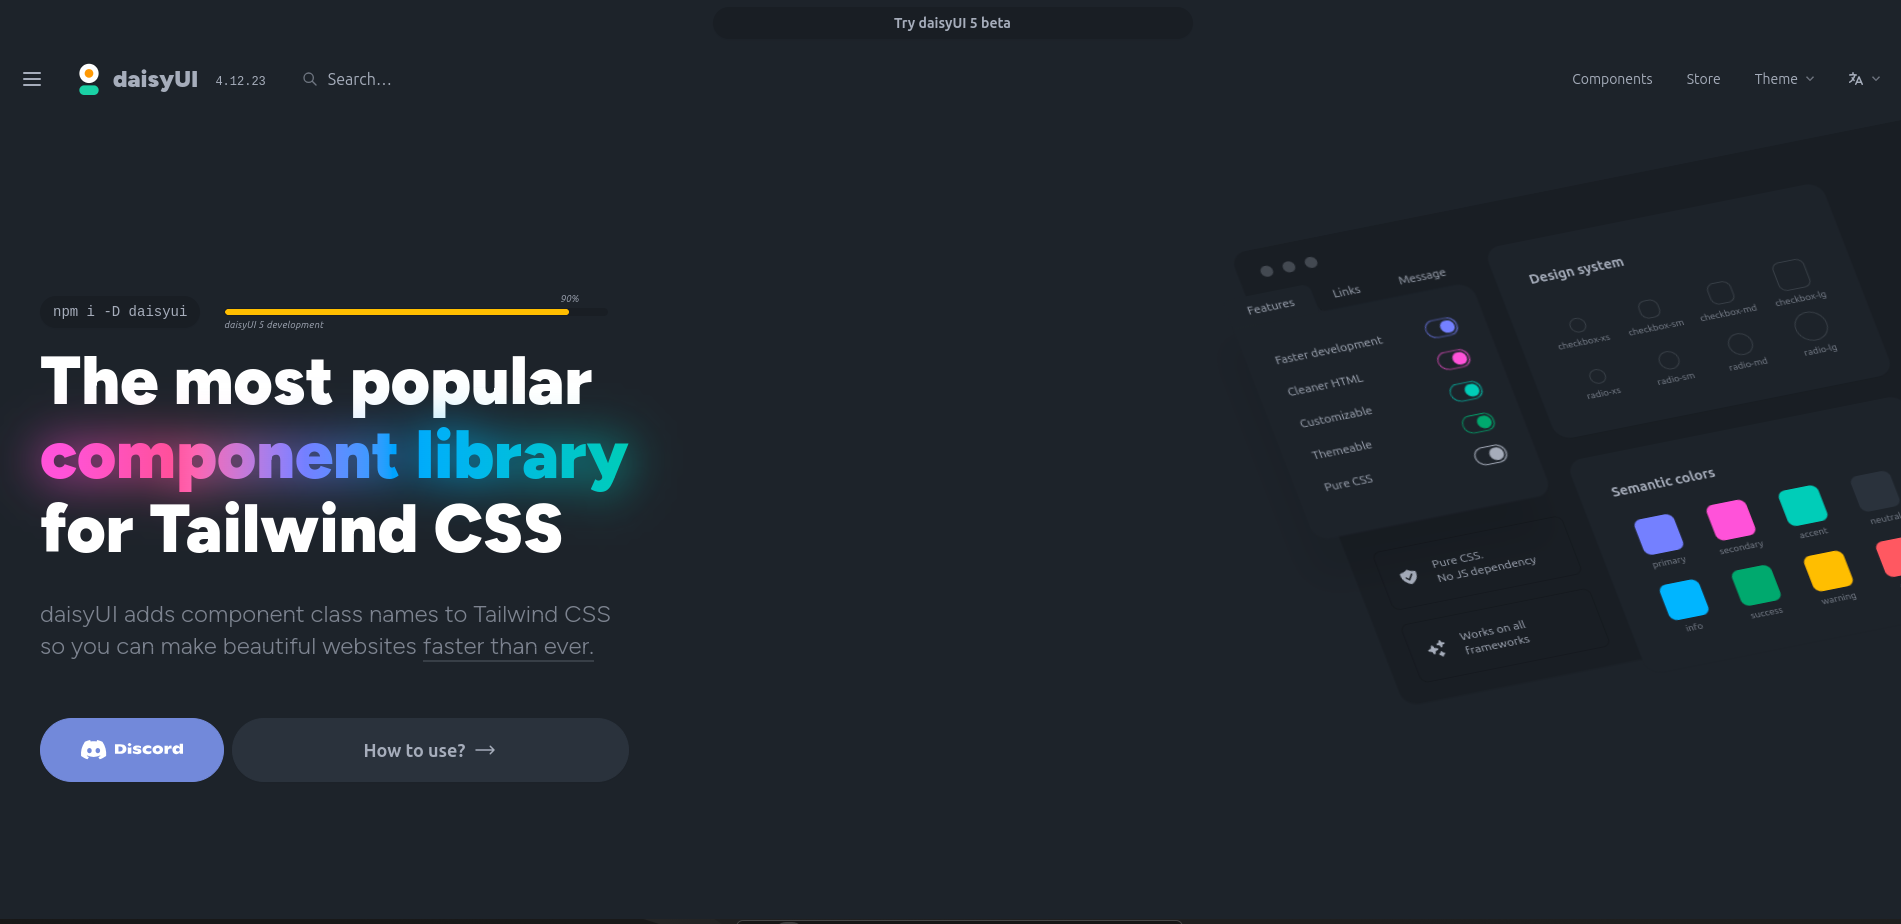 Try daisyUI 5 beta
daisyUI 4.12.23 Search…
Components Store Theme
npm i -D daisyui
90%
daisyUI 5 development
The most popular
component library
for Tailwind CSS
daisyUI adds component class names to Tailwind CSS
so you can make beautiful websites faster than ever.
Discord
How to use?
Features Links Message
Faster development
Cleaner HTML
Customizable
Themeable
Pure CSS
Design system
checkbox-xs checkbox-sm checkbox-md checkbox-lg
radio-xs radio-sm radio-md radio-lg
Pure CSS.
No JS dependency
Works on all
frameworks
Semantic colors
primary secondary accent neutral
info success warning